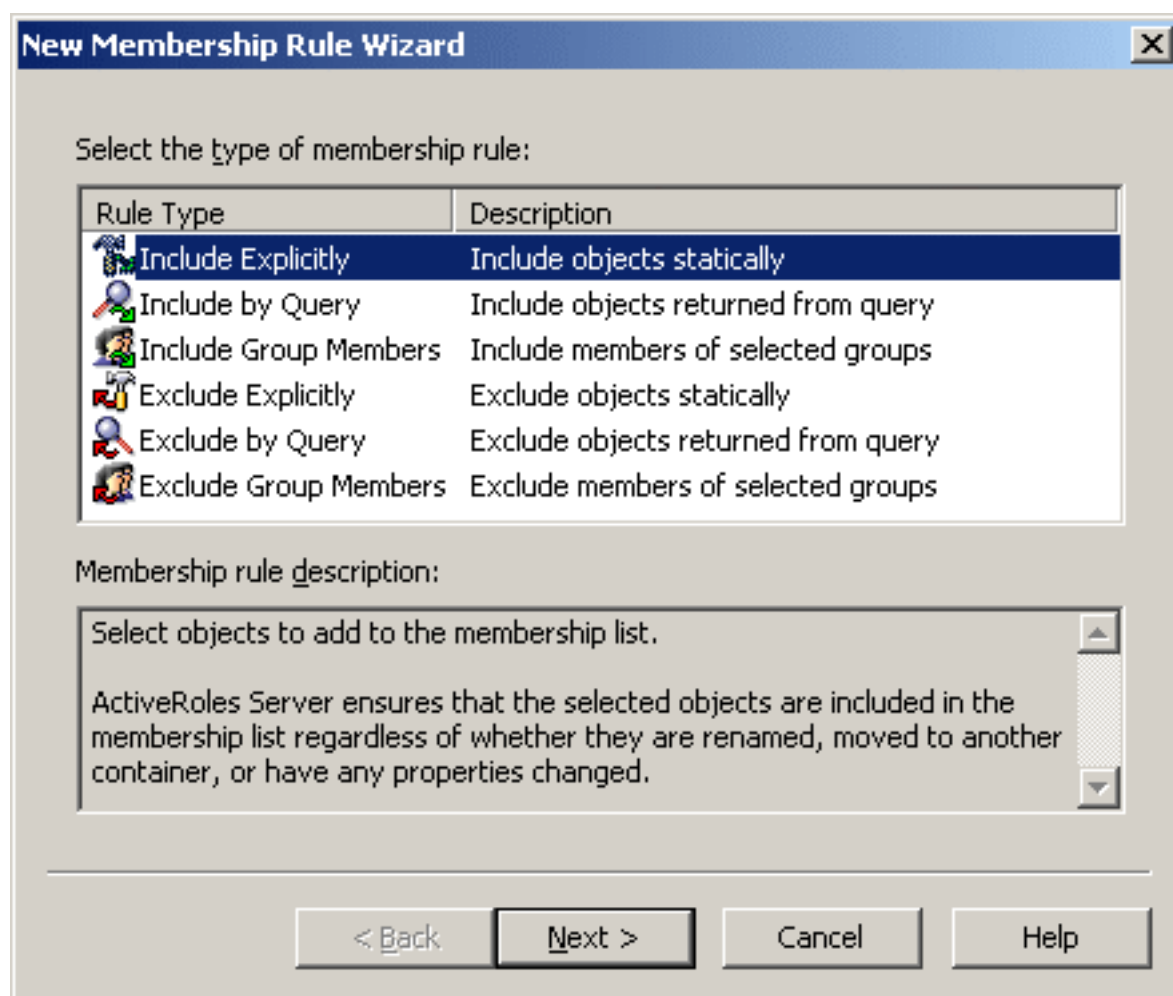 New Membership Rule Wizard
Select the type of membership rule:
Rule Type Description
Include Explicitly Include objects statically
Include by Query Include objects returned from query
Include Group Members Include members of selected groups
Exclude Explicitly Exclude objects statically
Exclude by Query Exclude objects returned from query
Exclude Group Members Exclude members of selected groups
Membership rule description:
Select objects to add to the membership list.
ActiveRoles Server ensures that the selected objects are included in the
membership list regardless of whether they are renamed, moved to another
container, or have any properties changed.
< Back Next > Cancel Help